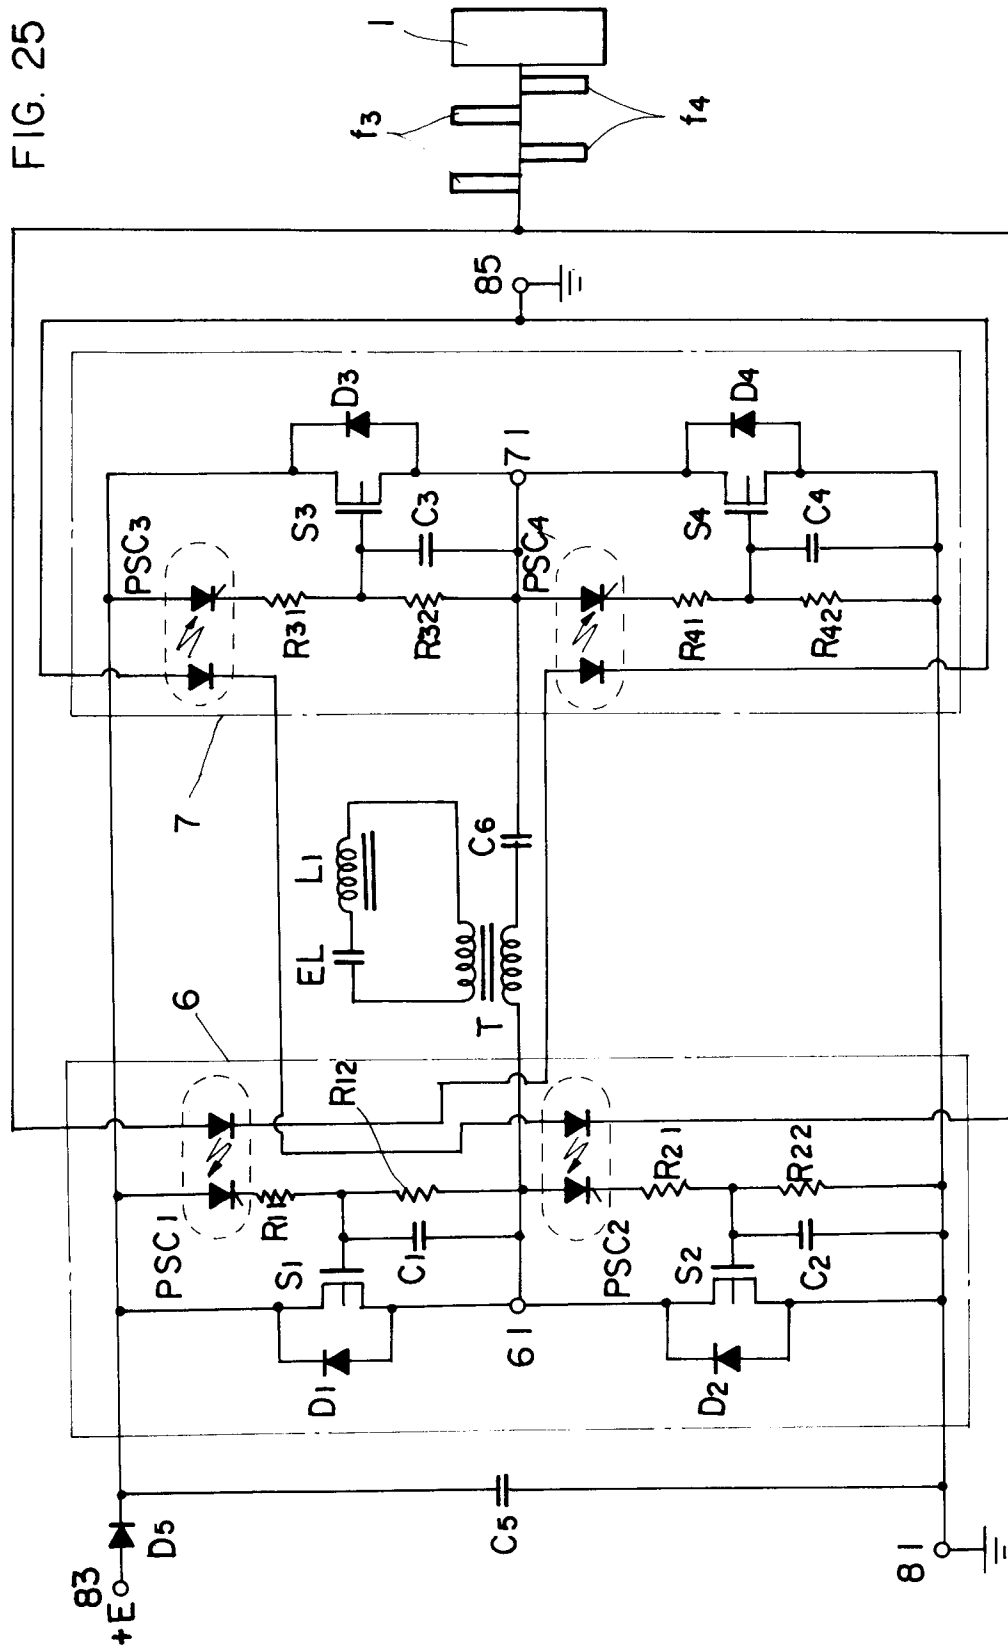 FIG. 25
+E
83
D5
C5
81
6
PSC1
R11
R12
S1
C1
D1
61
PSC2
R21
R22
S2
C2
D2
EL
L1
T
C6
7
PSC3
R31
R32
S3
C3
D3
71
PSC4
R41
R42
S4
C4
D4
85
f3
f4
1